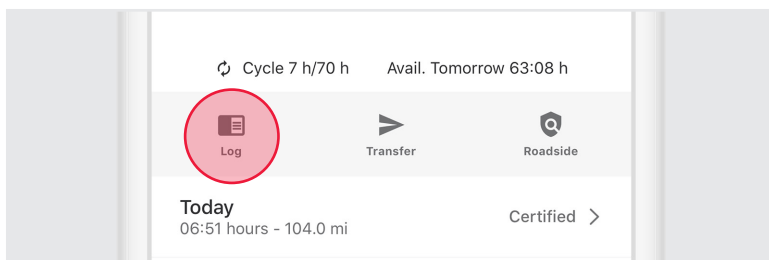 Cycle 7 h/70 h Avail. Tomorrow 63:08 h
Log Transfer Roadside
Today
06:51 hours - 104.0 mi
Certified